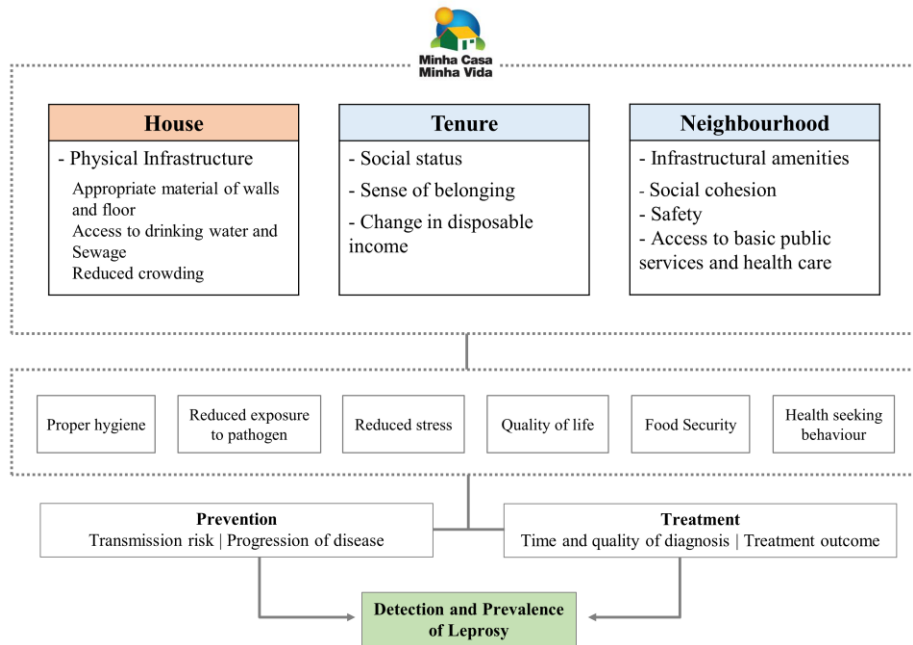 Minha Casa
Minha Vida
House
- Physical Infrastructure
Appropriate material of walls
and floor
Access to drinking water and
Sewage
Reduced crowding
Tenure
- Social status
- Sense of belonging
- Change in disposable
income
Neighbourhood
- Infrastructural amenities
- Social cohesion
- Safety
- Access to basic public
services and health care
Proper hygiene
Reduced exposure
to pathogen
Reduced stress
Quality of life
Food Security
Health seeking
behaviour
Prevention
Transmission risk | Progression of disease
Treatment
Time and quality of diagnosis | Treatment outcome
Detection and Prevalence
of Leprosy